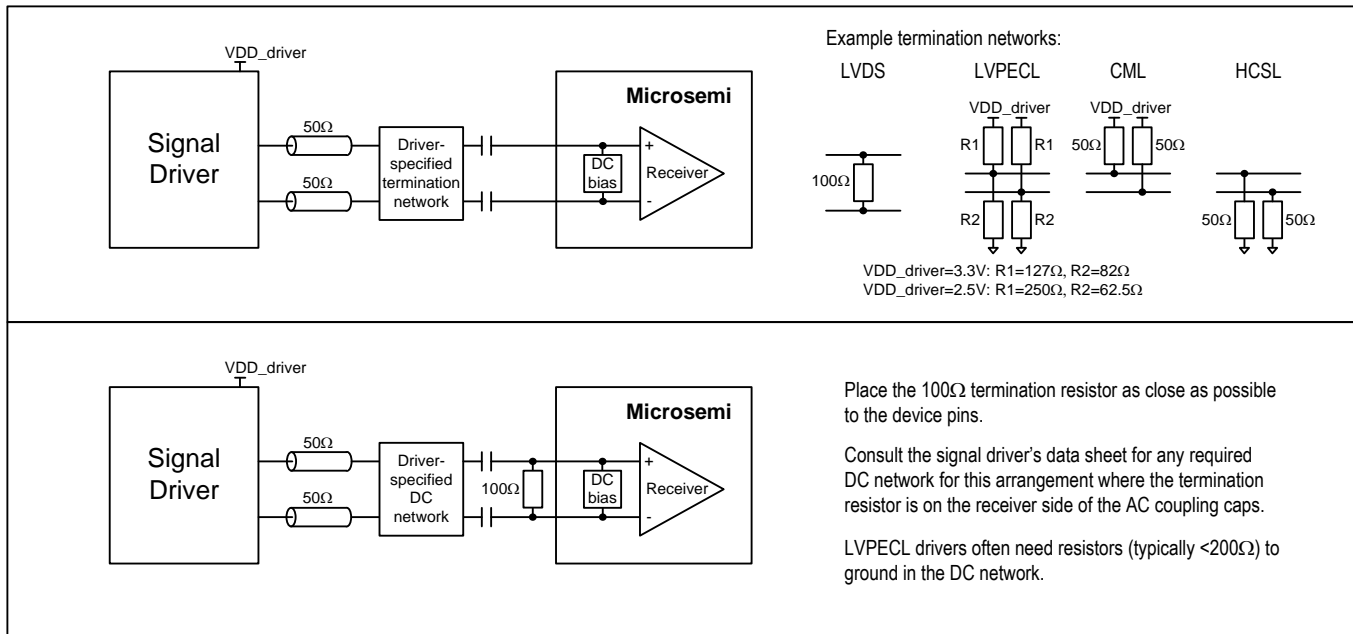 VDD_driver
Signal
Driver
50Ω
50Ω
Driver-
specified
termination
network
Microsemi
DC
bias
+
-
Receiver
Example termination networks:
LVDS
100Ω
LVPECL
VDD_driver
R1
R1
R2
R2
CML
VDD_driver
50Ω
50Ω
HCSL
50Ω
50Ω
VDD_driver=3.3V: R1=127Ω, R2=82Ω
VDD_driver=2.5V: R1=250Ω, R2=62.5Ω
VDD_driver
Signal
Driver
50Ω
50Ω
Driver-
specified
DC
network
100Ω
Microsemi
DC
bias
+
-
Receiver
Place the 100Ω termination resistor as close as possible
to the device pins.
Consult the signal driver's data sheet for any required
DC network for this arrangement where the termination
resistor is on the receiver side of the AC coupling caps.
LVPECL drivers often need resistors (typically <200Ω) to
ground in the DC network.